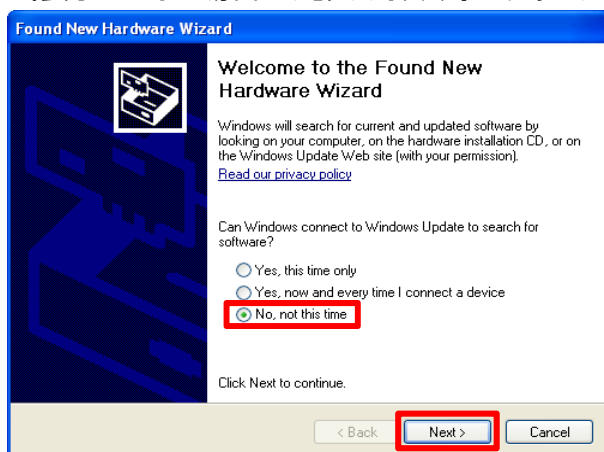 Found New Hardware Wizard
Welcome to the Found New
Hardware Wizard
Windows will search for current and updated software by
looking on your computer, on the hardware installation CD, or on
the Windows Update Web site (with your permission).
Read our privacy policy
Can Windows connect to Windows Update to search for
software?
Yes, this time only
Yes, now and every time I connect a device
No, not this time
Click Next to continue.
< Back
Next >
Cancel